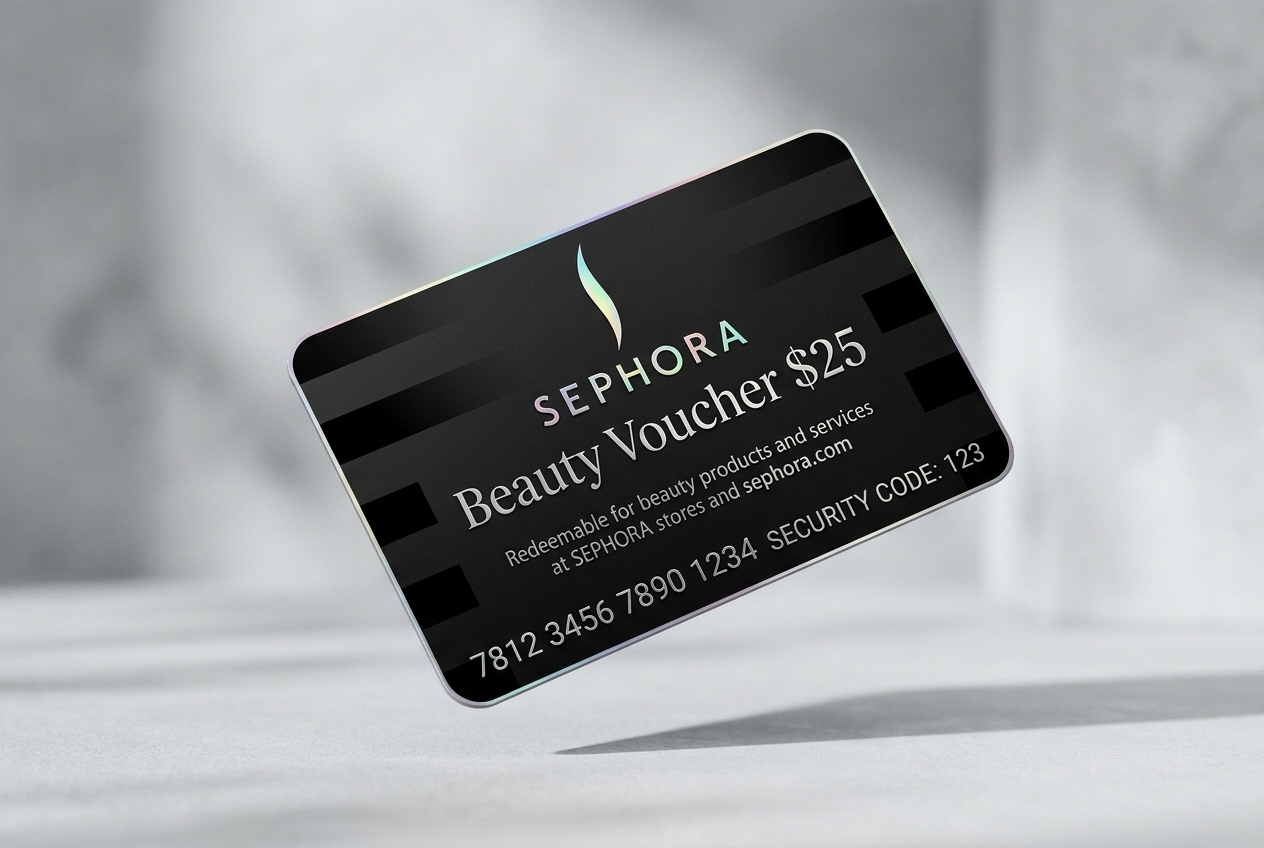 SEPHORA
Beauty Voucher $25
Redeemable for beauty products and services
at SEPHORA stores and sephora.com
7812 3456 7890 1234 SECURITY CODE: 123